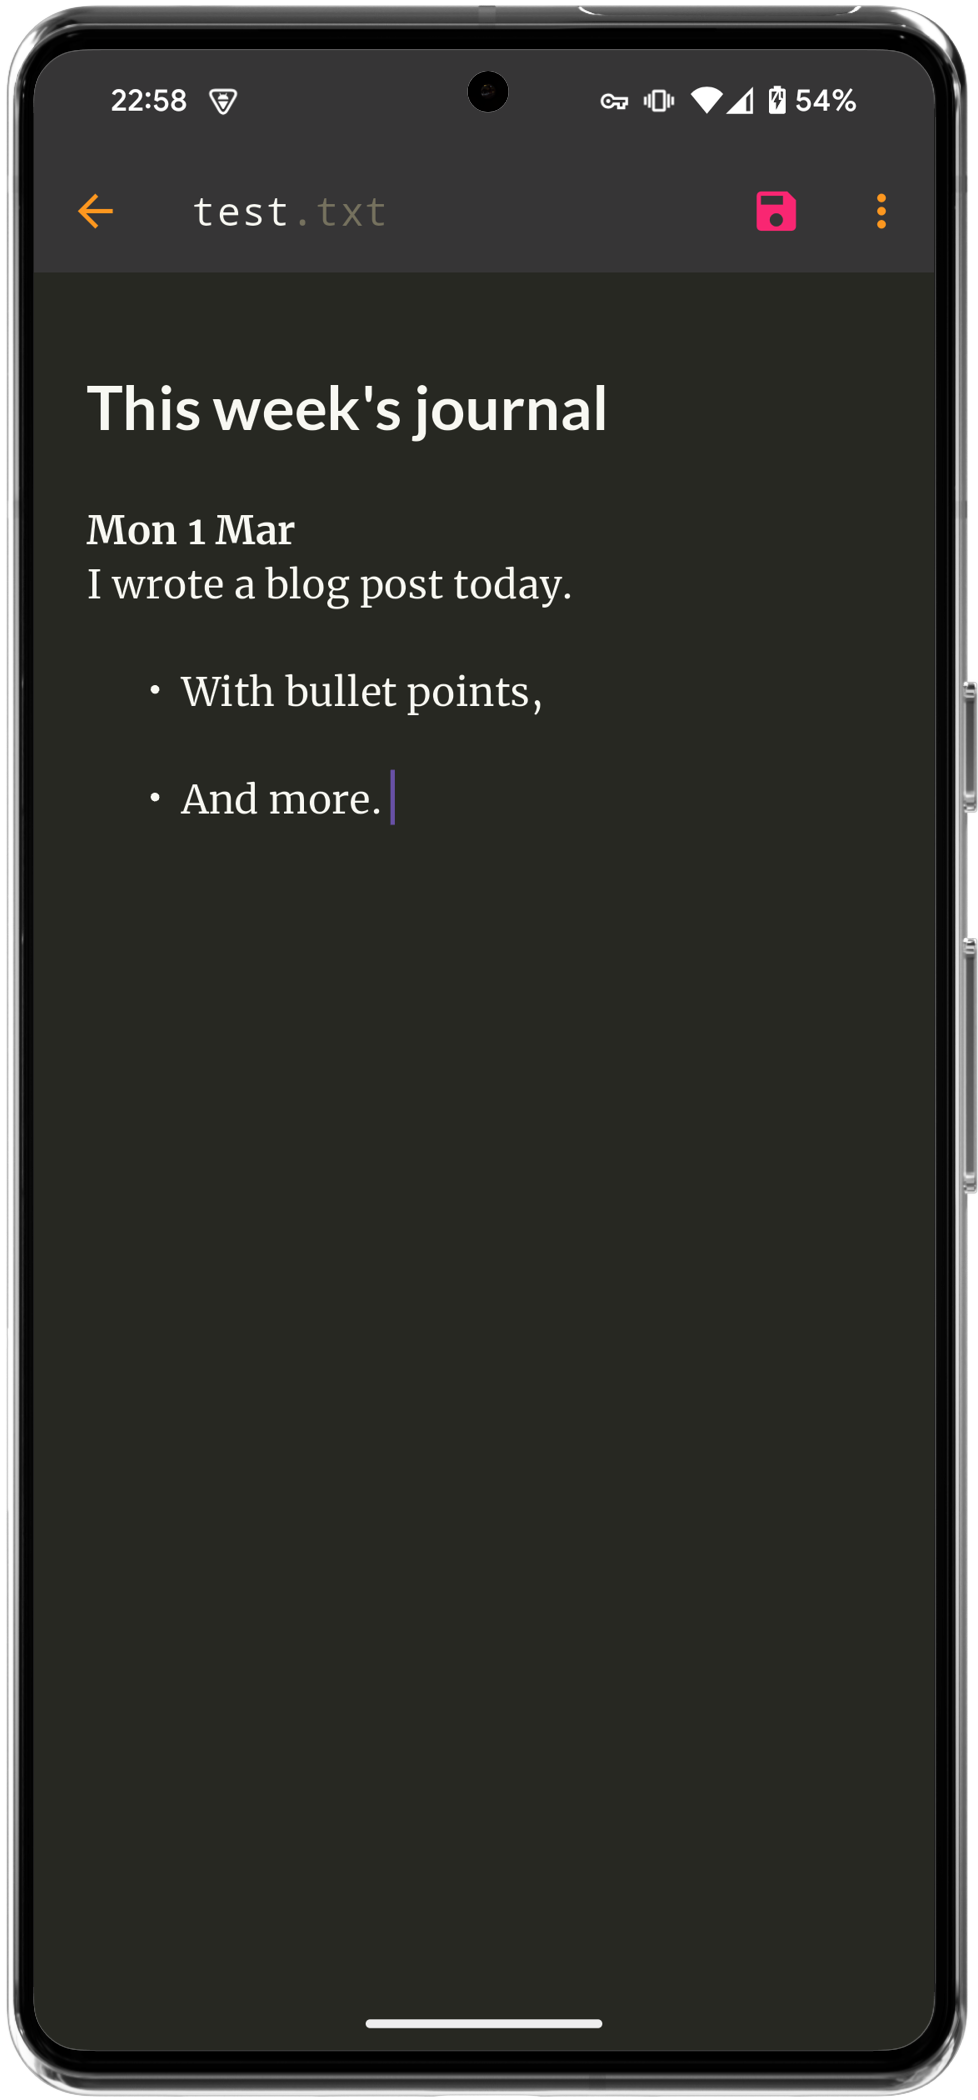 22:58 54%
test.txt
This week's journal
Mon 1 Mar
I wrote a blog post today.
• With bullet points,
• And more.